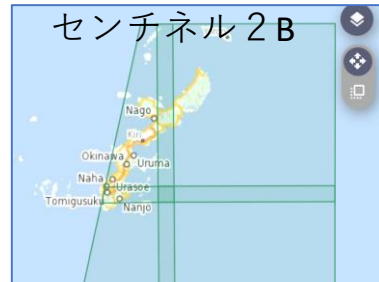 センチネル２B
Nago
Kin
Okinawa
Uruma
Naha
Urasoe
Tomigusuku
Nanjo